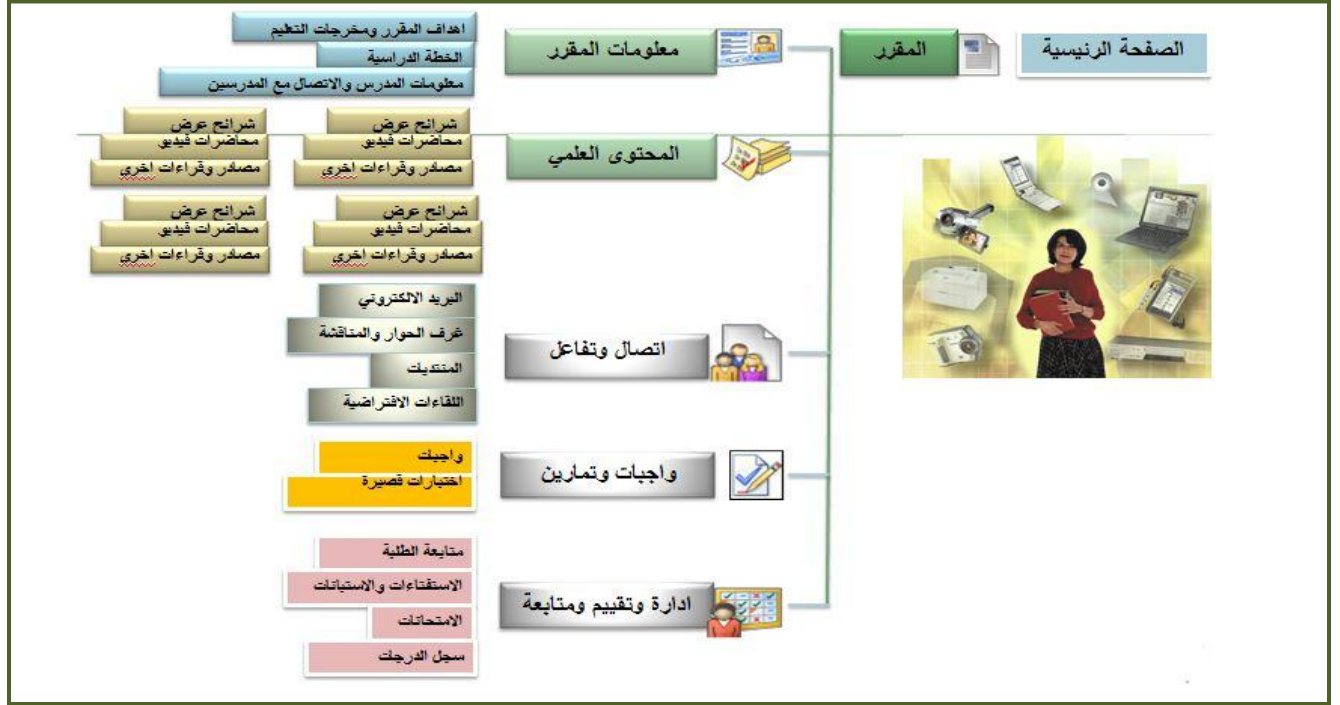 الصفحة الرئيسية
المقرر
معلومات المقرر
اهداف المقرر ومخرجات التعليم
الخطة الدراسية
معلومات المدرس والاتصال مع المدرسين
المحتوى العلمي
شرائح عرض
محاضرات فيديو
مصادر وقراءات اخرى
شرائح عرض
محاضرات فيديو
مصادر وقراءات اخرى
شرائح عرض
محاضرات فيديو
مصادر وقراءات اخرى
شرائح عرض
محاضرات فيديو
مصادر وقراءات اخرى
اتصال وتفاعل
البريد الالكتروني
غرف الحوار والمناقشة
المنتديات
اللقاءات الافتراضية
واجبات وتمارين
واجبات
اختبارات قصيرة
ادارة وتقييم ومتابعة
متابعة الطلبة
الاستفتاءات والاستبانات
الامتحانات
سجل الدرجات